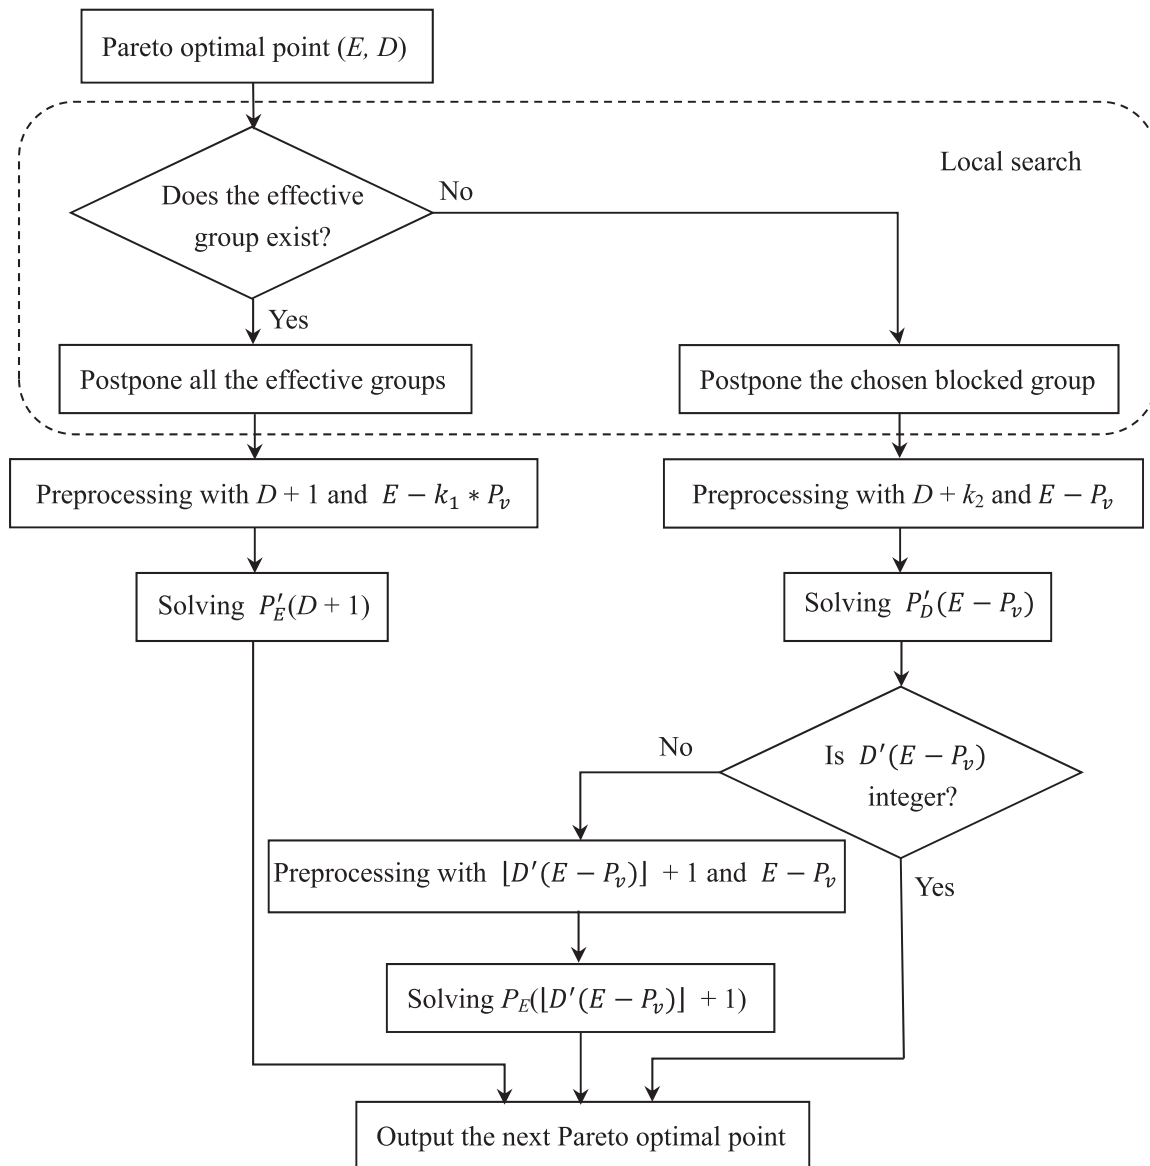 Pareto optimal point (E, D)
Local search
Does the effective
group exist?
No
Yes
Postpone all the effective groups
Postpone the chosen blocked group
Preprocessing with D + 1 and E − k₁ ∗ Pᵥ
Preprocessing with D + k₂ and E − Pᵥ
Solving P′_E(D + 1)
Solving P′_D(E − Pᵥ)
No
Is D′(E − Pᵥ)
integer?
Preprocessing with ⌊D′(E − Pᵥ)⌋ + 1 and E − Pᵥ
Yes
Solving P_E(⌊D′(E − Pᵥ)⌋ + 1)
Output the next Pareto optimal point